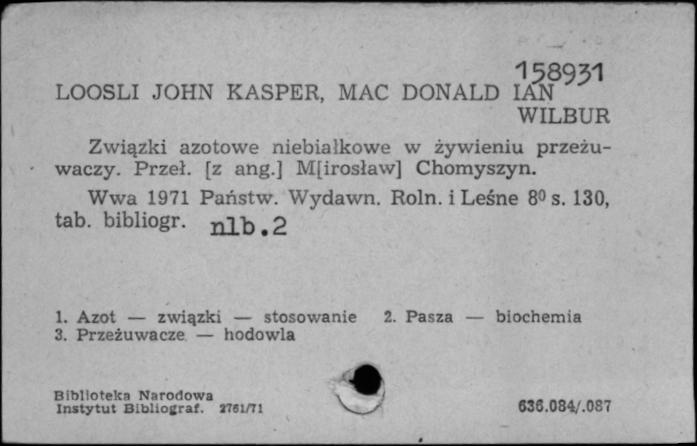 158931
LOOSLI JOHN KASPER, MAC DONALD IAN
WILBUR
Związki azotowe niebiałkowe w żywieniu przeżu-
waczy. Przeł. [z ang.] M[irosław] Chomyszyn.
Wwa 1971 Państw. Wydawn. Roln. i Leśne 8⁰ s. 130,
tab. bibliogr. nlb.2
1. Azot — związki — stosowanie 2. Pasza — biochemia
3. Przeżuwacze — hodowla
Biblioteka Narodowa
Instytut Bibliograf. 2761/71 636.084/.087